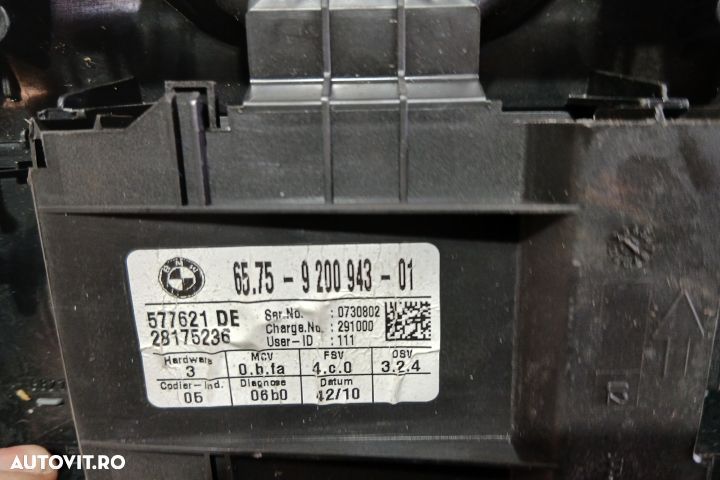 BMW
65.75 - 9 200 943 - 01
577621 DE
28175236
Ser.No. : 0730802
Charge.No. : 291000
User-ID : 111
Hardware MCV FSV OSV
3 0.b.fa 4.c.0 3.2.4
Codier-Ind. Diagnose Datum
05 06b0 42/10
AUTOVIT.RO